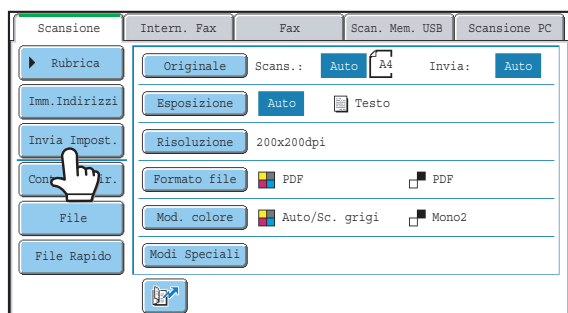 Scansione Intern. Fax Fax Scan. Mem. USB Scansione PC
Rubrica Originale Scans.: Auto A4 Invia: Auto
Imm.Indirizzi Esposizione Auto Testo
Invia Impost. Risoluzione 200x200dpi
Formato file PDF PDF
File Mod. colore Auto/Sc. grigi Mono2
File Rapido Modi Speciali